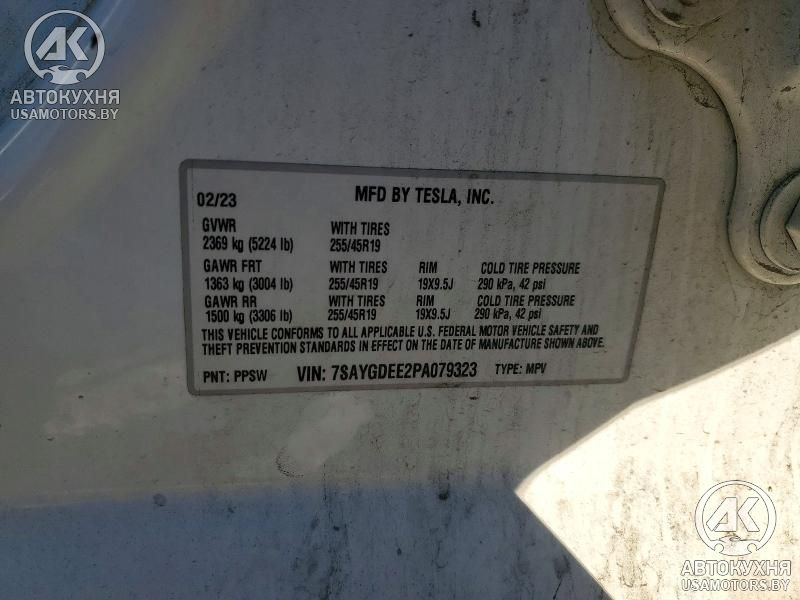 AK
АВТОКУХНЯ
USAMOTORS.BY
02/23 MFD BY TESLA, INC.
GVWR WITH TIRES
2369 kg (5224 lb) 255/45R19
GAWR FRT WITH TIRES RIM COLD TIRE PRESSURE
1363 kg (3004 lb) 255/45R19 19X9.5J 290 kPa, 42 psi
GAWR RR WITH TIRES RIM COLD TIRE PRESSURE
1500 kg (3306 lb) 255/45R19 19X9.5J 290 kPa, 42 psi
THIS VEHICLE CONFORMS TO ALL APPLICABLE U.S. FEDERAL MOTOR VEHICLE SAFETY AND
THEFT PREVENTION STANDARDS IN EFFECT ON THE DATE OF MANUFACTURE SHOWN ABOVE.
PNT: PPSW VIN: 7SAYGDEE2PA079323 TYPE: MPV
AK
АВТОКУХНЯ
USAMOTORS.BY